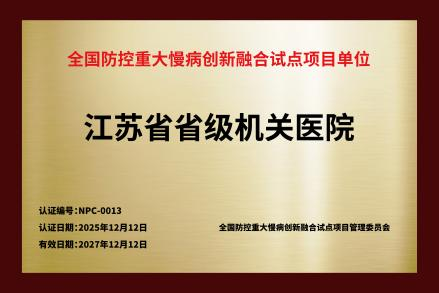 全国防控重大慢病创新融合试点项目单位
江苏省省级机关医院
认证编号:NPC-0013
认证日期:2025年12月12日
全国防控重大慢病创新融合试点项目管理委员会
有效日期:2027年12月12日